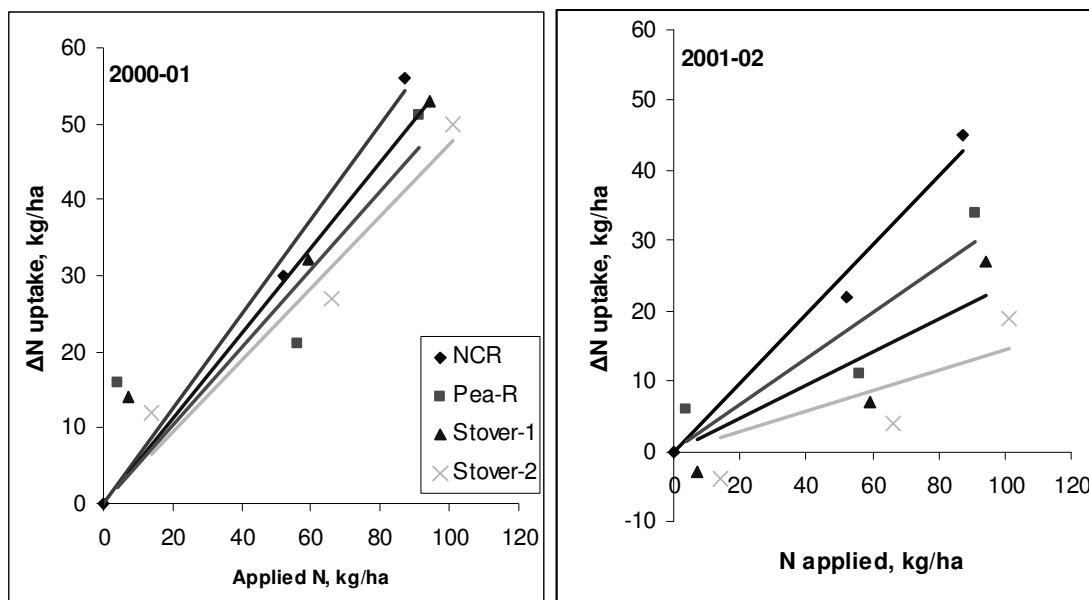 2000-01
ΔN uptake, kg/ha
60
50
40
30
20
10
0
0 20 40 60 80 100 120
Applied N, kg/ha
NCR
Pea-R
Stover-1
Stover-2
2001-02
ΔN uptake, kg/ha
60
50
40
30
20
10
0
-10
0 20 40 60 80 100 120
N applied, kg/ha